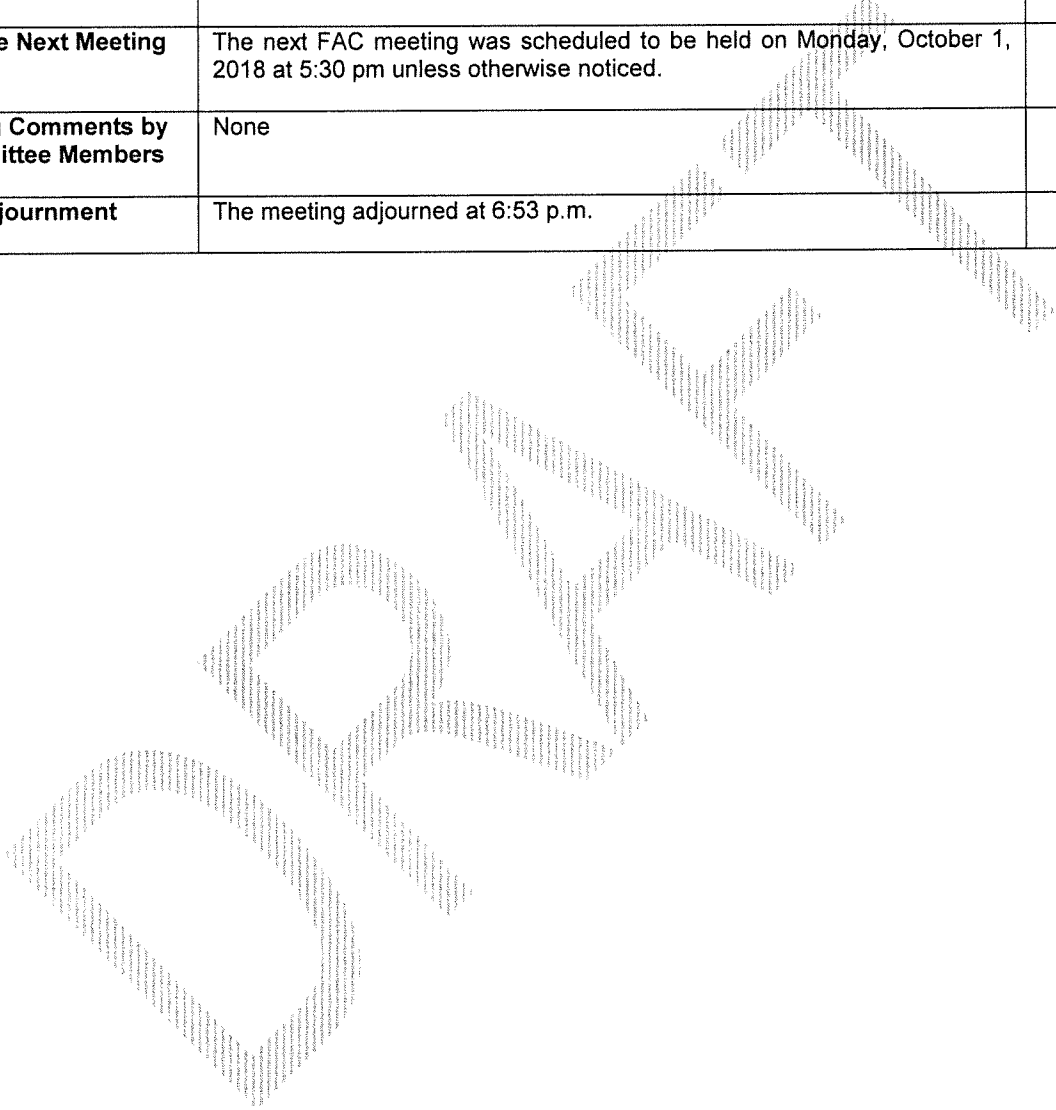 e Next Meeting
The next FAC meeting was scheduled to be held on Monday, October 1,
2018 at 5:30 pm unless otherwise noticed.
Comments by
ittee Members
None
journment
The meeting adjourned at 6:53 p.m.
DRAFT